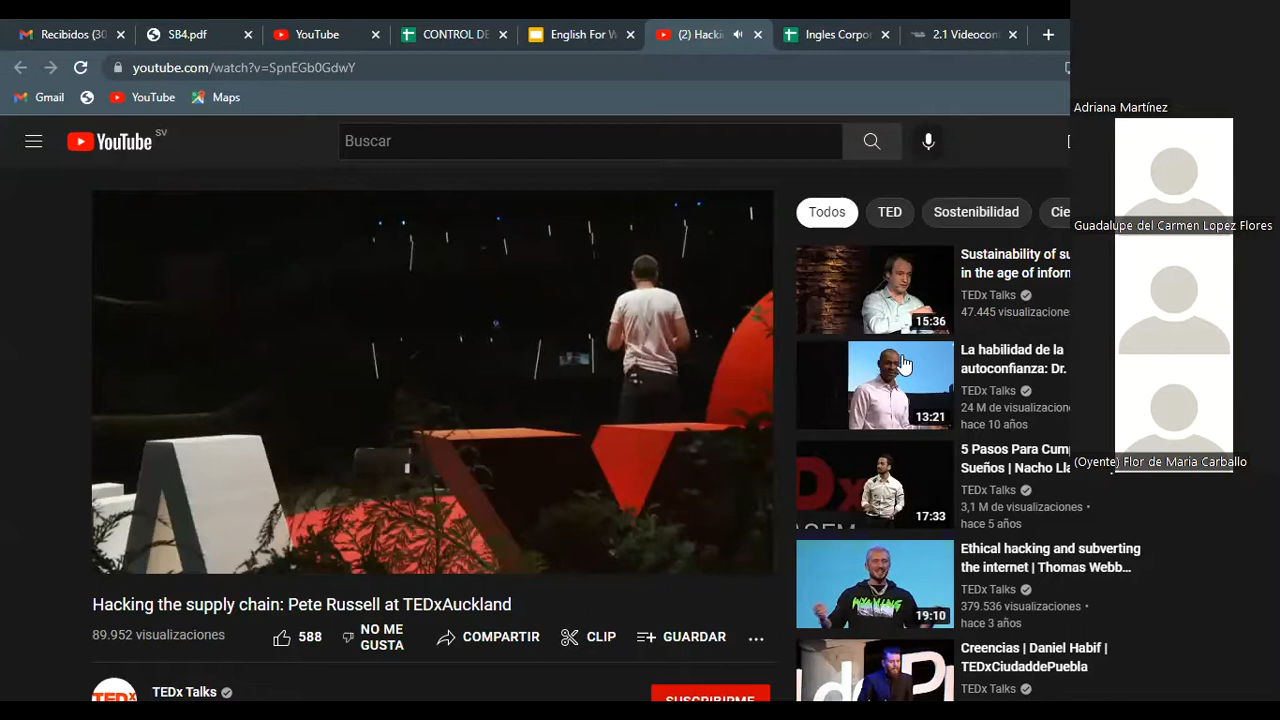 Recibidos (30
SB4.pdf
YouTube
CONTROL DE
English For W
(2) Hacki
Ingles Corpor
2.1 Videocon
youtube.com/watch?v=SpnEGb0GdwY
Gmail
YouTube
Maps
YouTube SV
Buscar
Todos
TED
Sostenibilidad
Cie
Sustainability of su
in the age of inform
TEDx Talks
47.445 visualizacione
15:36
La habilidad de la
autoconfianza: Dr.
TEDx Talks
24 M de visualizacion
hace 10 años
13:21
5 Pasos Para Cump
Sueños | Nacho Lla
TEDx Talks
3,1 M de visualizaciones •
hace 5 años
17:33
Ethical hacking and subverting
the internet | Thomas Webb...
TEDx Talks
379.536 visualizaciones •
hace 3 años
19:10
Creencias | Daniel Habif |
TEDxCiudaddePuebla
TEDx Talks
Hacking the supply chain: Pete Russell at TEDxAuckland
89.952 visualizaciones
588
NO ME
GUSTA
COMPARTIR
CLIP
GUARDAR
...
TEDx
TEDx Talks
SUSCRIBIRME
Adriana Martínez
Guadalupe del Carmen Lopez Flores
(Oyente) Flor de Maria Carballo